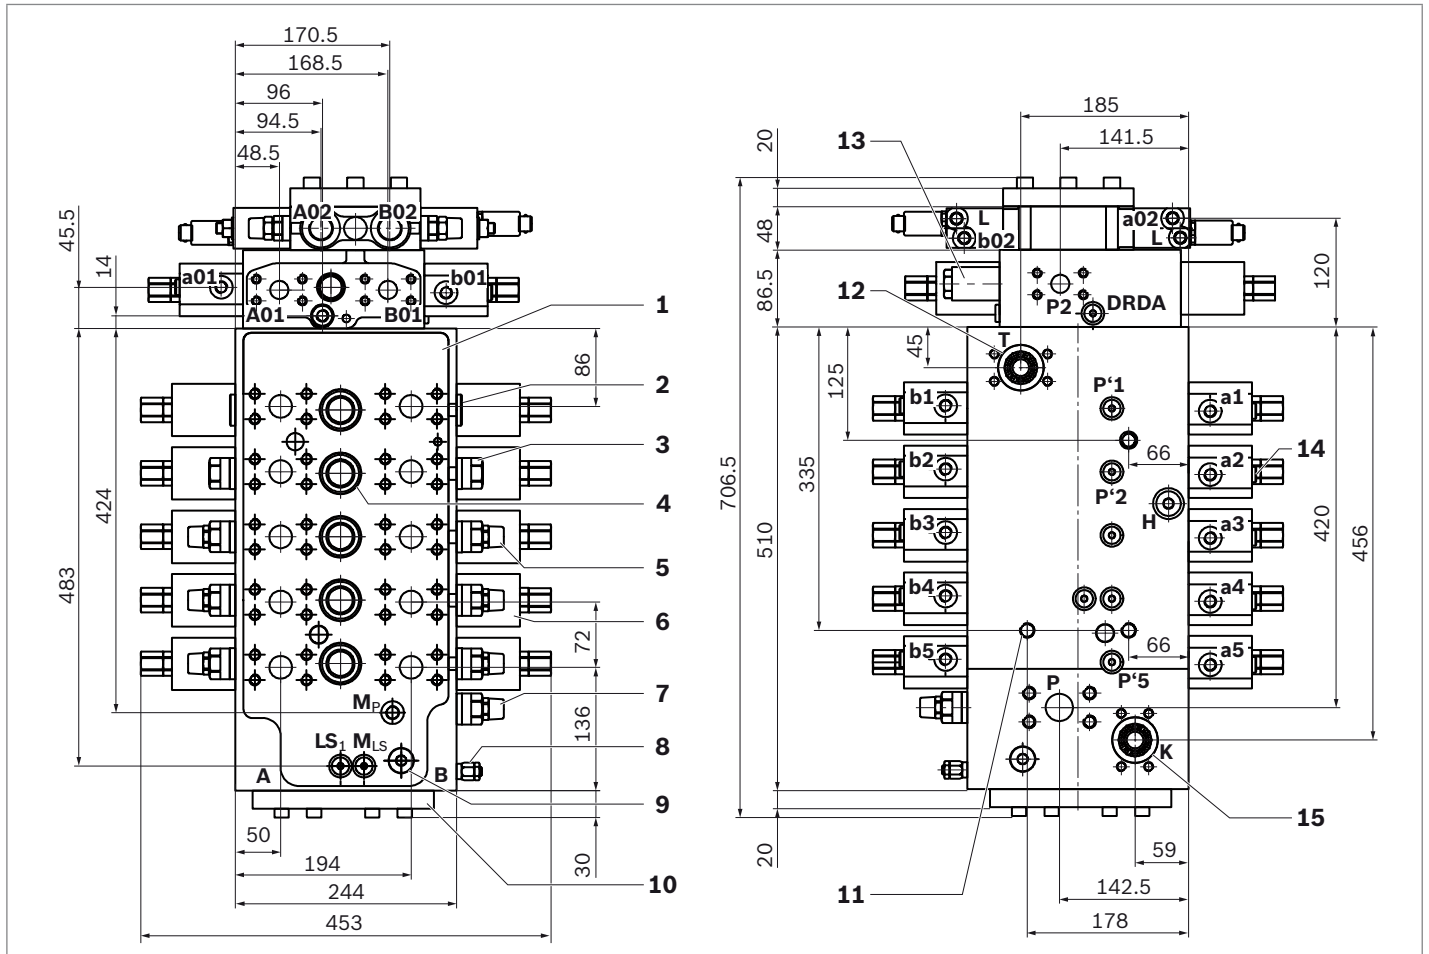 170.5
168.5
96
94.5
48.5
45.5
14
483
424
A02
B02
a01
b01
A01
B01
86
72
136
30
MP
LS1
MLS
A
B
50
194
244
453
1
2
3
4
5
6
7
8
9
10
185
141.5
20
48
86.5
706.5
510
120
13
12
L
b02
a02
L
P2
DRDA
T
45
125
335
P‘1
b1
a1
66
14
b2
a2
P‘2
H
b3
a3
420
456
b4
a4
b5
a5
66
P‘5
P
K
15
11
20
59
142.5
178